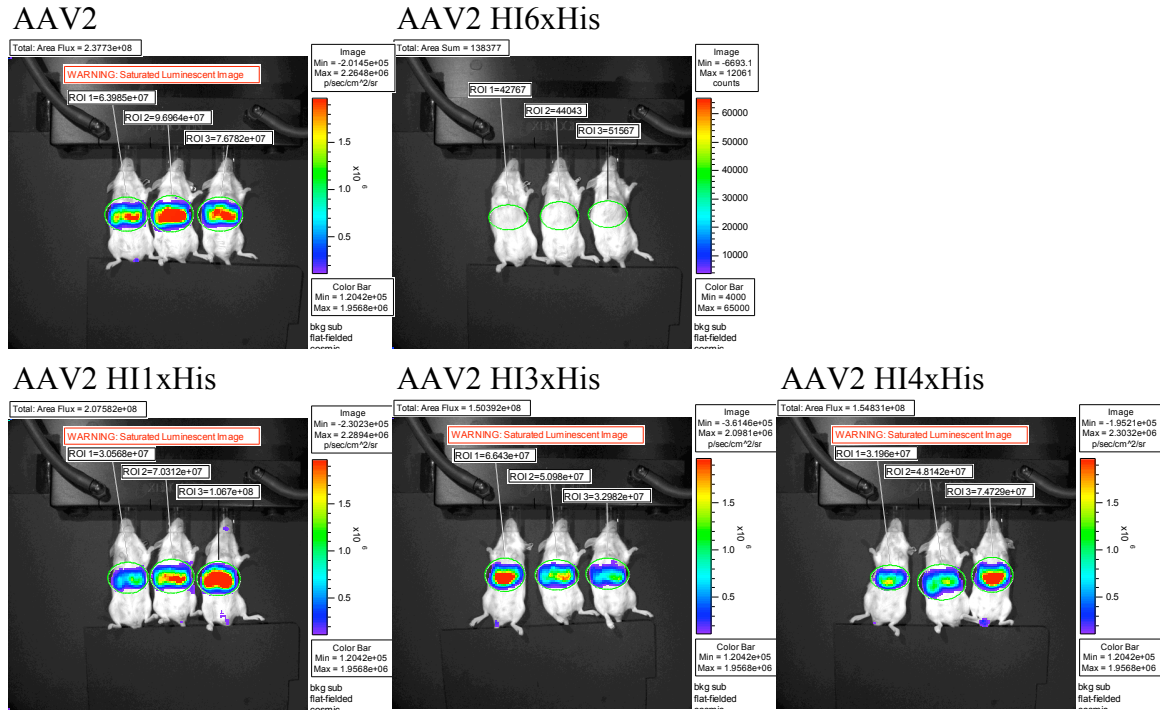 AAV2
Total: Area Flux = 2.3773e+08
WARNING: Saturated Luminescent Image
ROI 1=6.3985e+07
ROI 2=9.6964e+07
ROI 3=7.6782e+07
Image
Min = -2.0145e+05
Max = 2.2648e+06
p/sec/cm^2/sr
1.5
1.0
0.5
x10 6
Color Bar
Min = 1.2042e+05
Max = 1.9568e+06
bkg sub
flat-fielded
cosmic
AAV2 HI6xHis
Total: Area Sum = 138377
ROI 1=42767
ROI 2=44043
ROI 3=51567
Image
Min = -6693.1
Max = 12061
counts
60000
50000
40000
30000
20000
10000
Color Bar
Min = 4000
Max = 65000
bkg sub
flat-fielded
cosmic
AAV2 HI1xHis
Total: Area Flux = 2.07582e+08
WARNING: Saturated Luminescent Image
ROI 1=3.0568e+07
ROI 2=7.0312e+07
ROI 3=1.067e+08
Image
Min = -2.3023e+05
Max = 2.2894e+06
p/sec/cm^2/sr
1.5
1.0
0.5
x10 6
Color Bar
Min = 1.2042e+05
Max = 1.9568e+06
bkg sub
flat-fielded
cosmic
AAV2 HI3xHis
Total: Area Flux = 1.50392e+08
WARNING: Saturated Luminescent Image
ROI 1=6.643e+07
ROI 2=5.098e+07
ROI 3=3.2982e+07
Image
Min = -3.6146e+05
Max = 2.0981e+06
p/sec/cm^2/sr
1.5
1.0
0.5
x10 6
Color Bar
Min = 1.2042e+05
Max = 1.9568e+06
bkg sub
flat-fielded
cosmic
AAV2 HI4xHis
Total: Area Flux = 1.54831e+08
WARNING: Saturated Luminescent Image
ROI 1=3.196e+07
ROI 2=4.8142e+07
ROI 3=7.4729e+07
Image
Min = -1.9521e+05
Max = 2.3032e+06
p/sec/cm^2/sr
1.5
1.0
0.5
x10 6
Color Bar
Min = 1.2042e+05
Max = 1.9568e+06
bkg sub
flat-fielded
cosmic